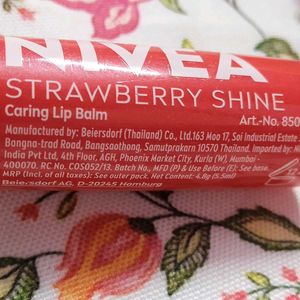 NIVEA
STRAWBERRY SHINE
Caring Lip Balm Art.-No. 850
Manufactured by: Beiersdorf (Thailand) Co., Ltd. 163 Moo 17, Soi Industrial Estate
Bangna-trad Road, Bangsaothong, Samutprakarn 10570 Thailand. Imported by: NI
India Pvt Ltd, 4th Floor, AGH, Phoenix Market City, Kurla (W), Mumbai -
400070. RC No. COS052/13. Batch No., MFD (P) & Use Before (E): See base.
MRP (Incl. of all taxes): See outer pack. Net Content: 4.8g (5.5ml)
Beiersdorf AG, D-20245 Hamburg